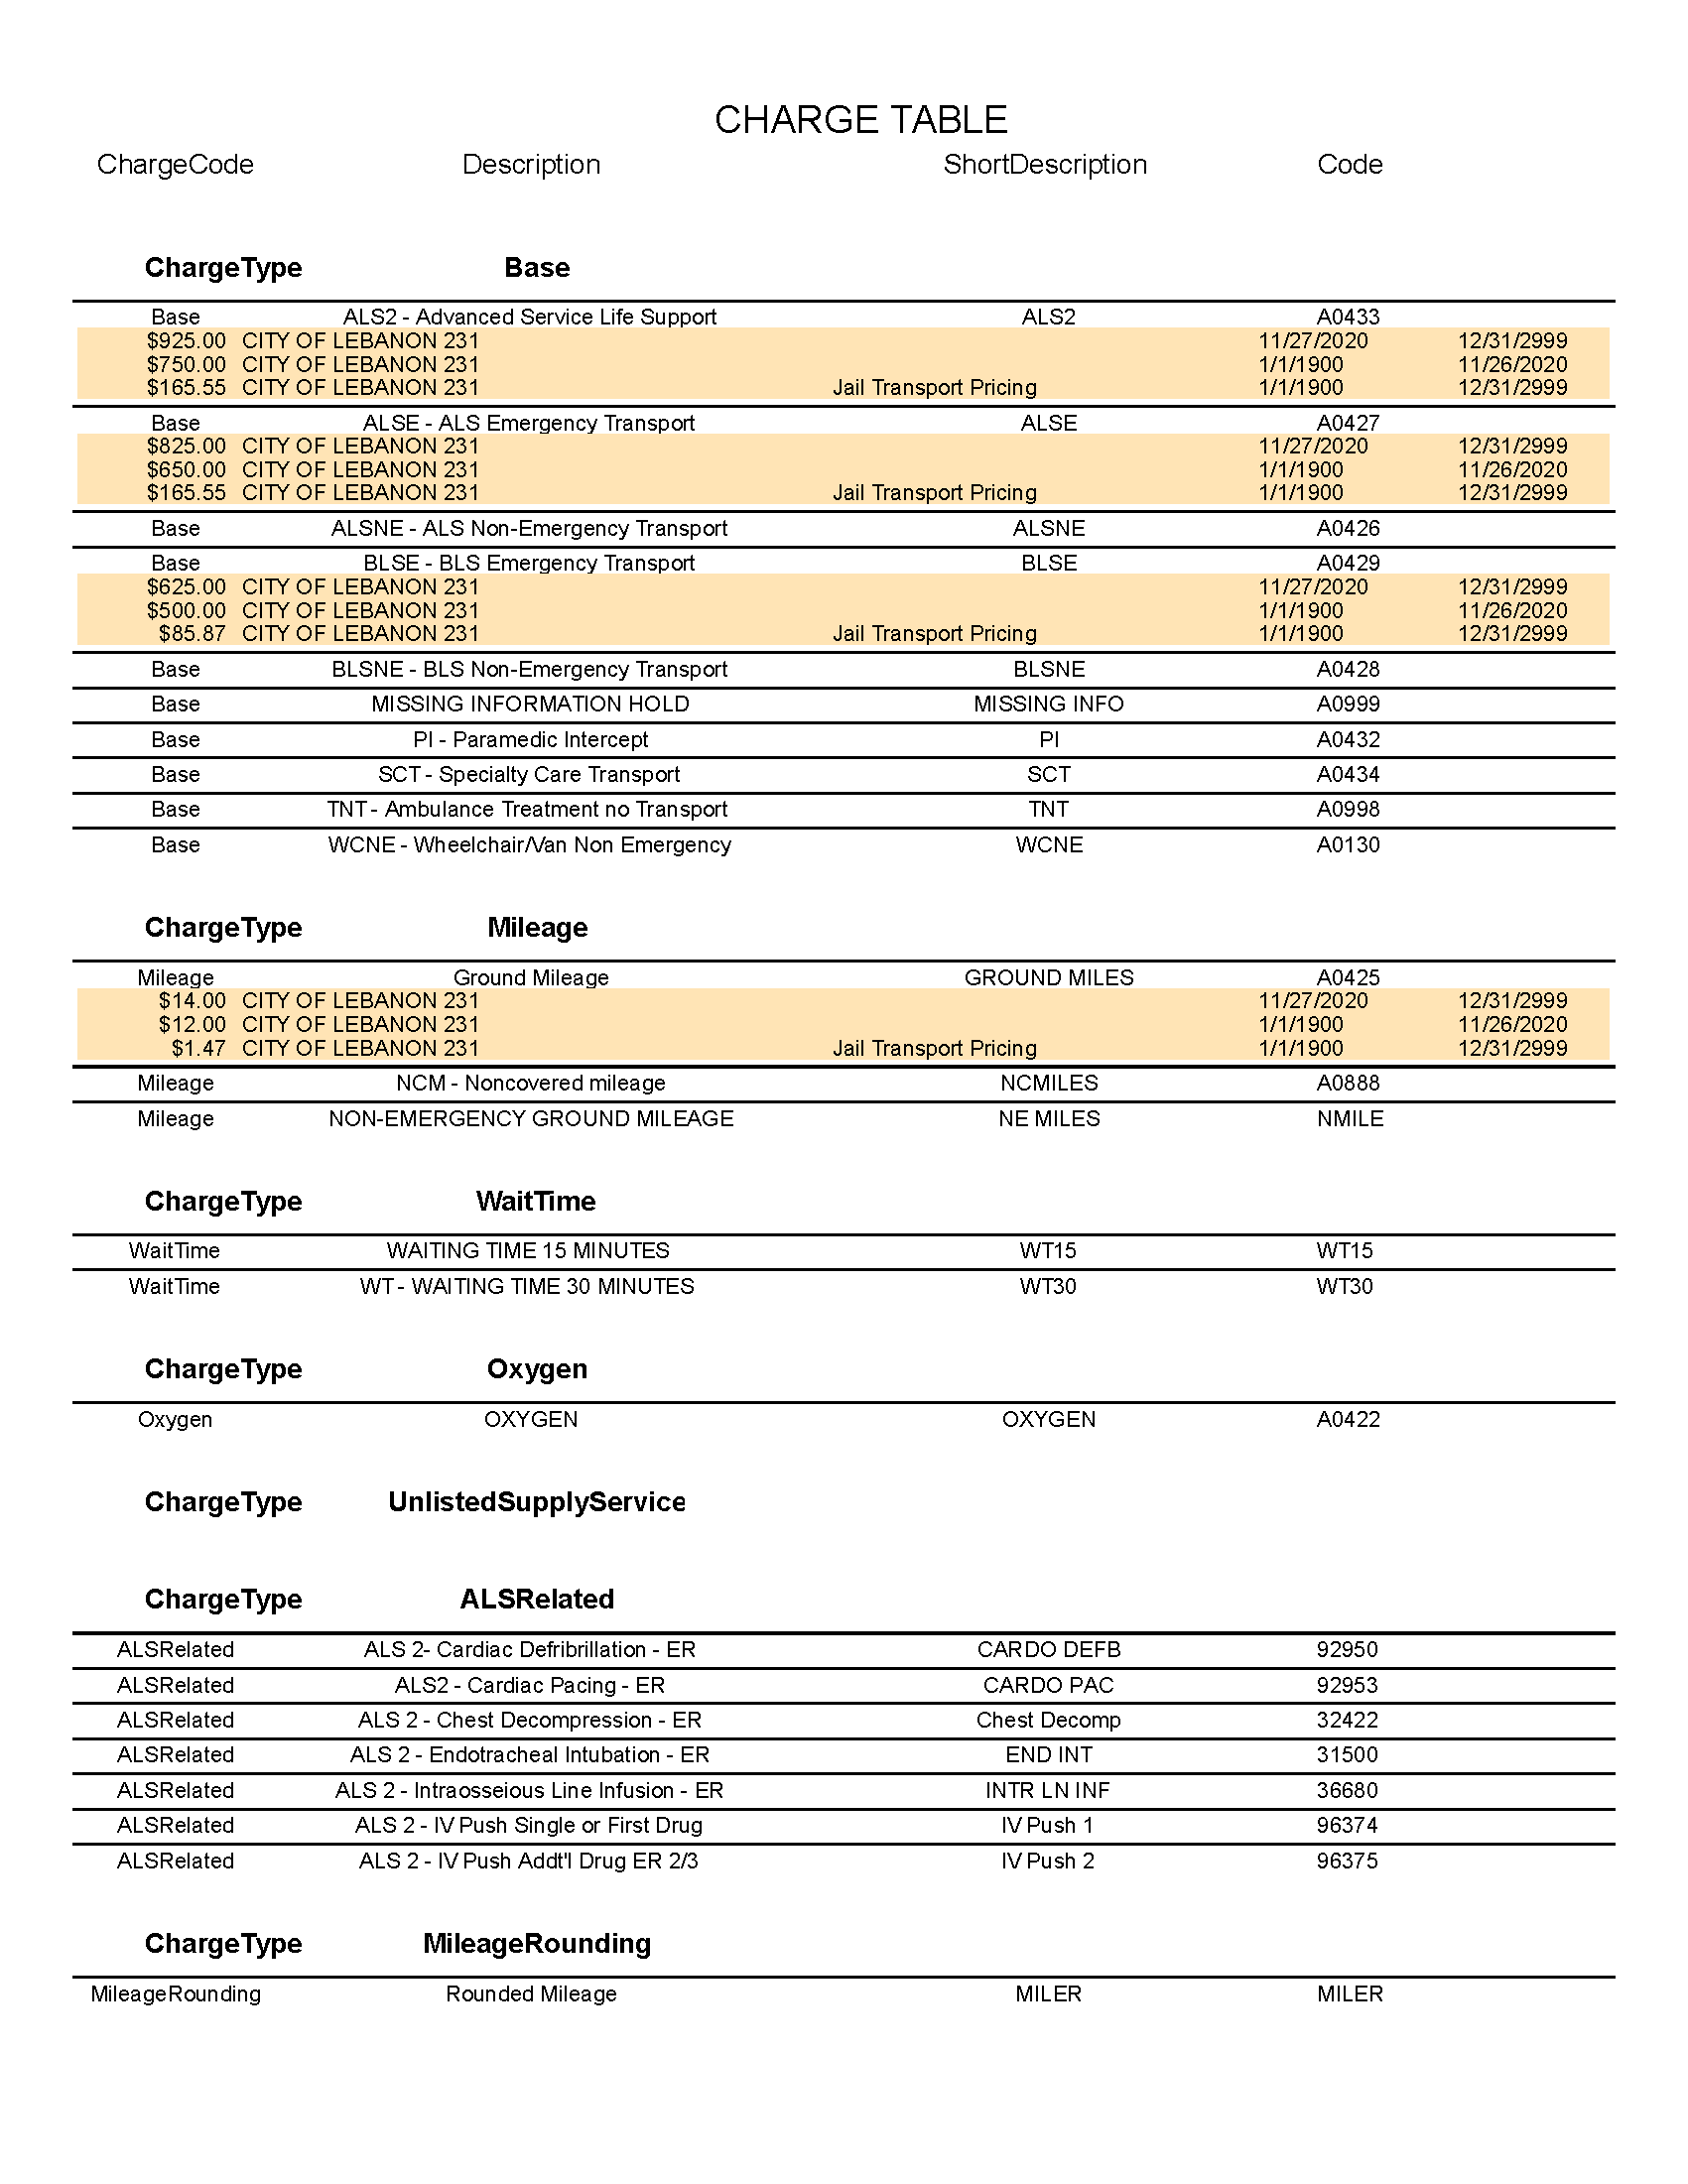 CHARGE TABLE
ChargeCode Description ShortDescription Code
ChargeType Base
Base ALS2 - Advanced Service Life Support ALS2 A0433
$925.00 CITY OF LEBANON 231 11/27/2020 12/31/2999
$750.00 CITY OF LEBANON 231 1/1/1900 11/26/2020
$165.55 CITY OF LEBANON 231 Jail Transport Pricing 1/1/1900 12/31/2999
Base ALSE - ALS Emergency Transport ALSE A0427
$825.00 CITY OF LEBANON 231 11/27/2020 12/31/2999
$650.00 CITY OF LEBANON 231 1/1/1900 11/26/2020
$165.55 CITY OF LEBANON 231 Jail Transport Pricing 1/1/1900 12/31/2999
Base ALSNE - ALS Non-Emergency Transport ALSNE A0426
Base BLSE - BLS Emergency Transport BLSE A0429
$625.00 CITY OF LEBANON 231 11/27/2020 12/31/2999
$500.00 CITY OF LEBANON 231 1/1/1900 11/26/2020
$85.87 CITY OF LEBANON 231 Jail Transport Pricing 1/1/1900 12/31/2999
Base BLSNE - BLS Non-Emergency Transport BLSNE A0428
Base MISSING INFORMATION HOLD MISSING INFO A0999
Base PI - Paramedic Intercept PI A0432
Base SCT - Specialty Care Transport SCT A0434
Base TNT - Ambulance Treatment no Transport TNT A0998
Base WCNE - Wheelchair/Van Non Emergency WCNE A0130
ChargeType Mileage
Mileage Ground Mileage GROUND MILES A0425
$14.00 CITY OF LEBANON 231 11/27/2020 12/31/2999
$12.00 CITY OF LEBANON 231 1/1/1900 11/26/2020
$1.47 CITY OF LEBANON 231 Jail Transport Pricing 1/1/1900 12/31/2999
Mileage NCM - Noncovered mileage NCMILES A0888
Mileage NON-EMERGENCY GROUND MILEAGE NE MILES NMILE
ChargeType WaitTime
WaitTime WAITING TIME 15 MINUTES WT15 WT15
WaitTime WT - WAITING TIME 30 MINUTES WT30 WT30
ChargeType Oxygen
Oxygen OXYGEN OXYGEN A0422
ChargeType UnlistedSupplyService
ChargeType ALSRelated
ALSRelated ALS 2- Cardiac Defribrillation - ER CARDO DEFB 92950
ALSRelated ALS2 - Cardiac Pacing - ER CARDO PAC 92953
ALSRelated ALS 2 - Chest Decompression - ER Chest Decomp 32422
ALSRelated ALS 2 - Endotracheal Intubation - ER END INT 31500
ALSRelated ALS 2 - Intraosseious Line Infusion - ER INTR LN INF 36680
ALSRelated ALS 2 - IV Push Single or First Drug IV Push 1 96374
ALSRelated ALS 2 - IV Push Addt'l Drug ER 2/3 IV Push 2 96375
ChargeType MileageRounding
MileageRounding Rounded Mileage MILER MILER